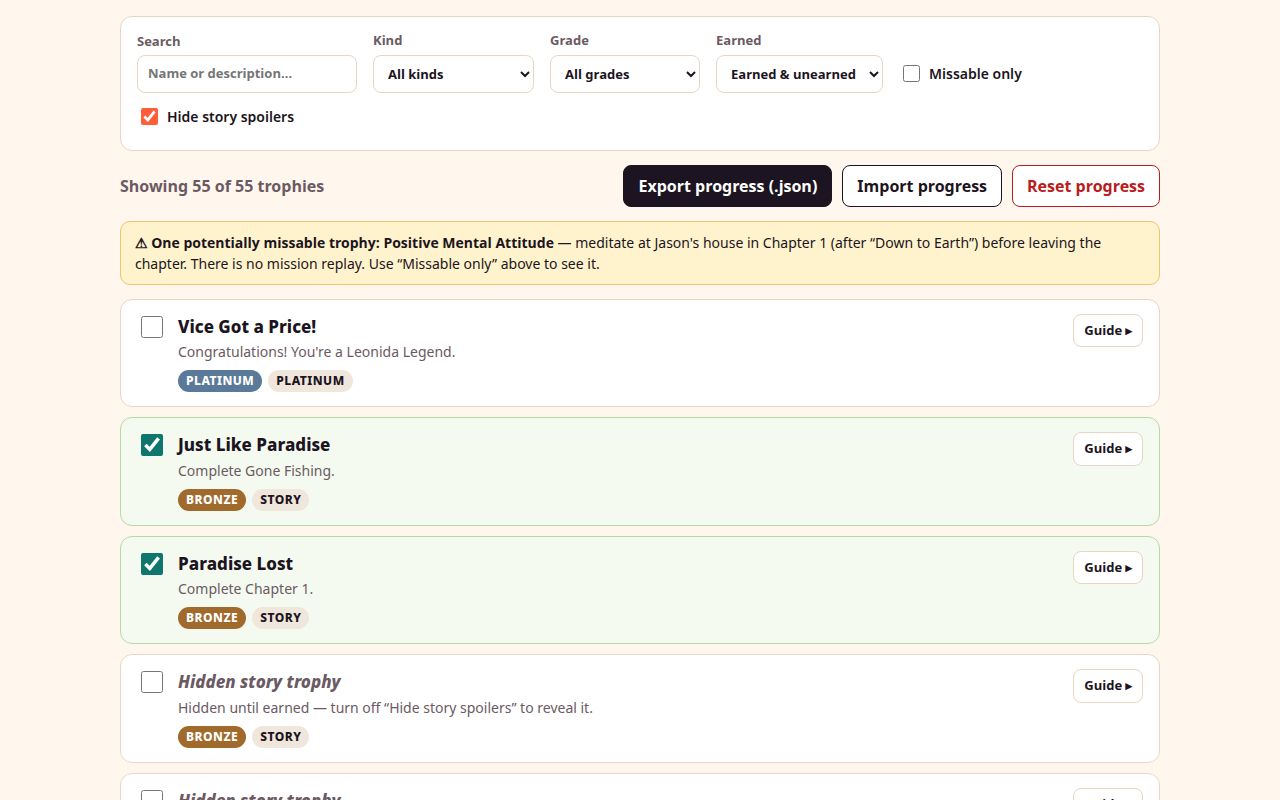 Search
Kind
Grade
Earned
Name or description...
All kinds
All grades
Earned & unearned
Missable only
Hide story spoilers
Showing 55 of 55 trophies
Export progress (.json)
Import progress
Reset progress
⚠ One potentially missable trophy: Positive Mental Attitude — meditate at Jason's house in Chapter 1 (after “Down to Earth”) before leaving the
chapter. There is no mission replay. Use “Missable only” above to see it.
Vice Got a Price!
Guide ▸
Congratulations! You're a Leonida Legend.
PLATINUM PLATINUM
Just Like Paradise
Guide ▸
Complete Gone Fishing.
BRONZE STORY
Paradise Lost
Guide ▸
Complete Chapter 1.
BRONZE STORY
Hidden story trophy
Guide ▸
Hidden until earned — turn off “Hide story spoilers” to reveal it.
BRONZE STORY
Hidden story trophy